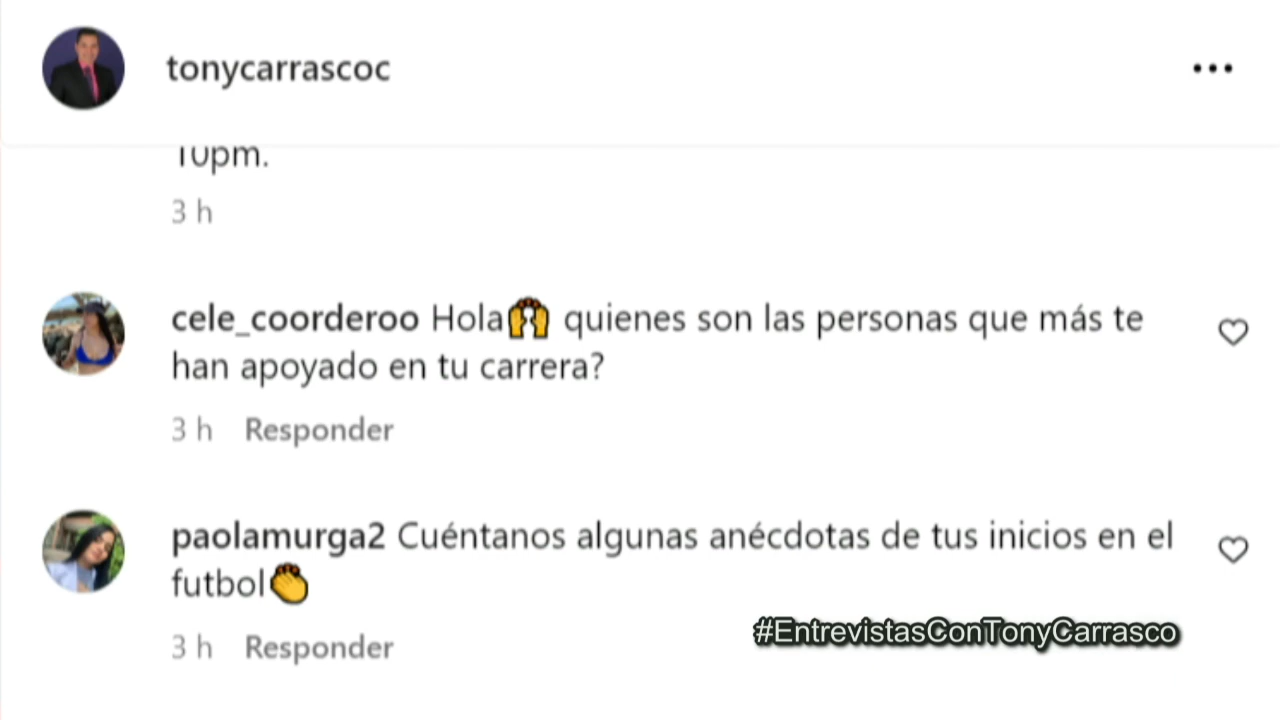 tonycarrascoc
10pm.
3 h
cele_coorderoo Hola🙌 quienes son las personas que más te
han apoyado en tu carrera?
3 h Responder
paolamurga2 Cuéntanos algunas anécdotas de tus inicios en el
futbol👏
3 h Responder
#EntrevistasConTonyCarrasco